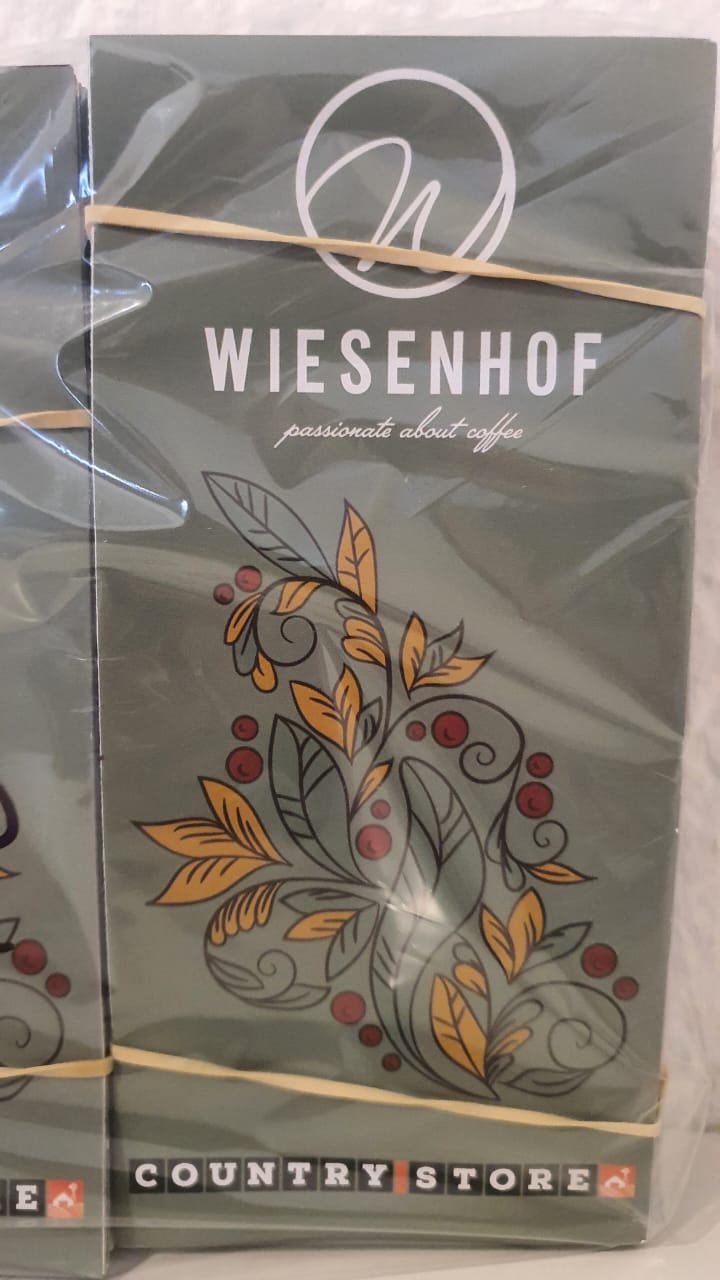 WIESENHOF
passionate about coffee
COUNTRY STORE
E